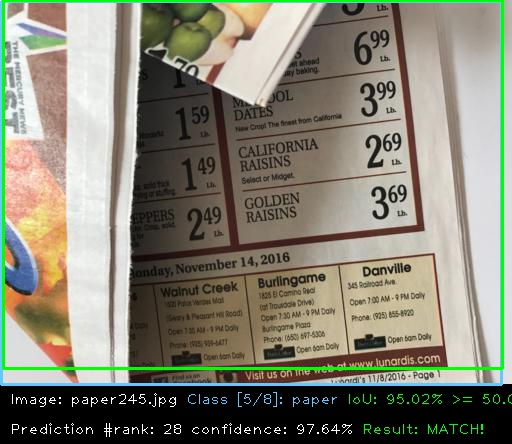 THE MERCURY NEWS
1.59 Lb.
1.49 Lb.
PEPPERS 2.49 Lb.
6.99 Lb.
MEDJOOL DATES 3.99 Lb.
New Crop! The finest from California
CALIFORNIA RAISINS 2.69 Lb.
Select or Midget.
GOLDEN RAISINS 3.69 Lb.
onday, November 14, 2016
Walnut Creek
1600 Palos Verdes Mall
(Geary & Pleasant Hill Road)
Open 7:30 AM - 9 PM Daily
Phone: (925) 939-6477
Open 6am Daily
Burlingame
1825 El Camino Real
(at Trousdale Drive)
Open 7:30 AM - 9 PM Daily
Burlingame Plaza
Phone: (650) 697-5306
Open 6am Daily
Danville
345 Railroad Ave.
Open 7:00 AM - 9 PM Daily
Phone: (925) 855-8920
Open 6am Daily
Visit us on the web at www.lunardis.com
Lunardi's 11/8/2016 - Page 1
Image: paper245.jpg Class [5/8]: paper IoU: 95.02% >= 50.0
Prediction #rank: 28 confidence: 97.64% Result: MATCH!